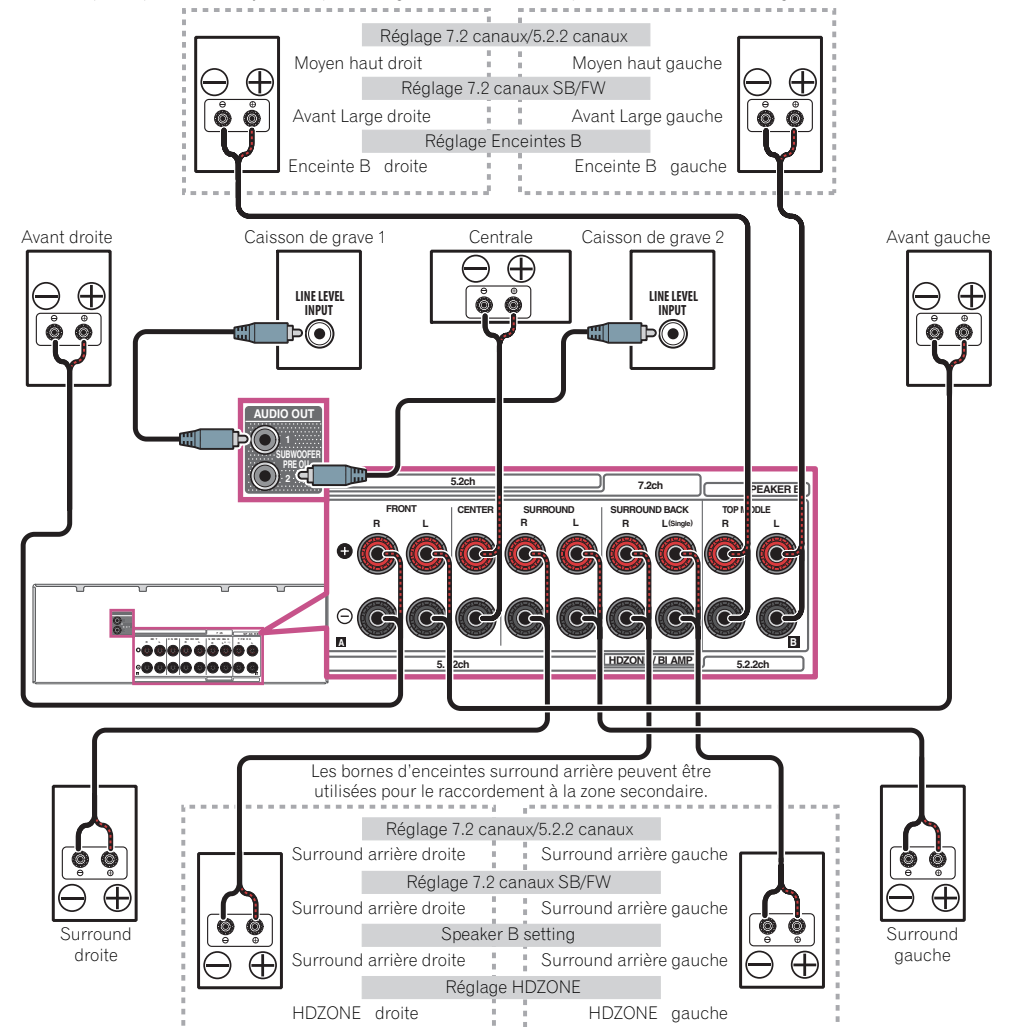 Réglage 7.2 canaux/5.2.2 canaux
Moyen haut droit
Moyen haut gauche
Réglage 7.2 canaux SB/FW
Avant Large droite
Avant Large gauche
Réglage Enceintes B
Enceinte B droite
Enceinte B gauche
Avant droite
Caisson de grave 1
Centrale
Caisson de grave 2
Avant gauche
LINE LEVEL
INPUT
LINE LEVEL
INPUT
AUDIO OUT
1
SUBWOOFER
2
5.2ch
7.2ch
FRONT
CENTER
SURROUND
SURROUND BACK
R
L
R
L
R
L (Single)
R
L
A
B
HDZONE / BI AMP
5.2.2ch
Les bornes d’enceintes surround arrière peuvent être
utilisées pour le raccordement à la zone secondaire.
Réglage 7.2 canaux/5.2.2 canaux
Surround arrière droite
Surround arrière gauche
Réglage 7.2 canaux SB/FW
Surround arrière droite
Surround arrière gauche
Speaker B setting
Surround arrière droite
Surround arrière gauche
Réglage HDZONE
HDZONE droite
HDZONE gauche
Surround
droite
Surround
gauche